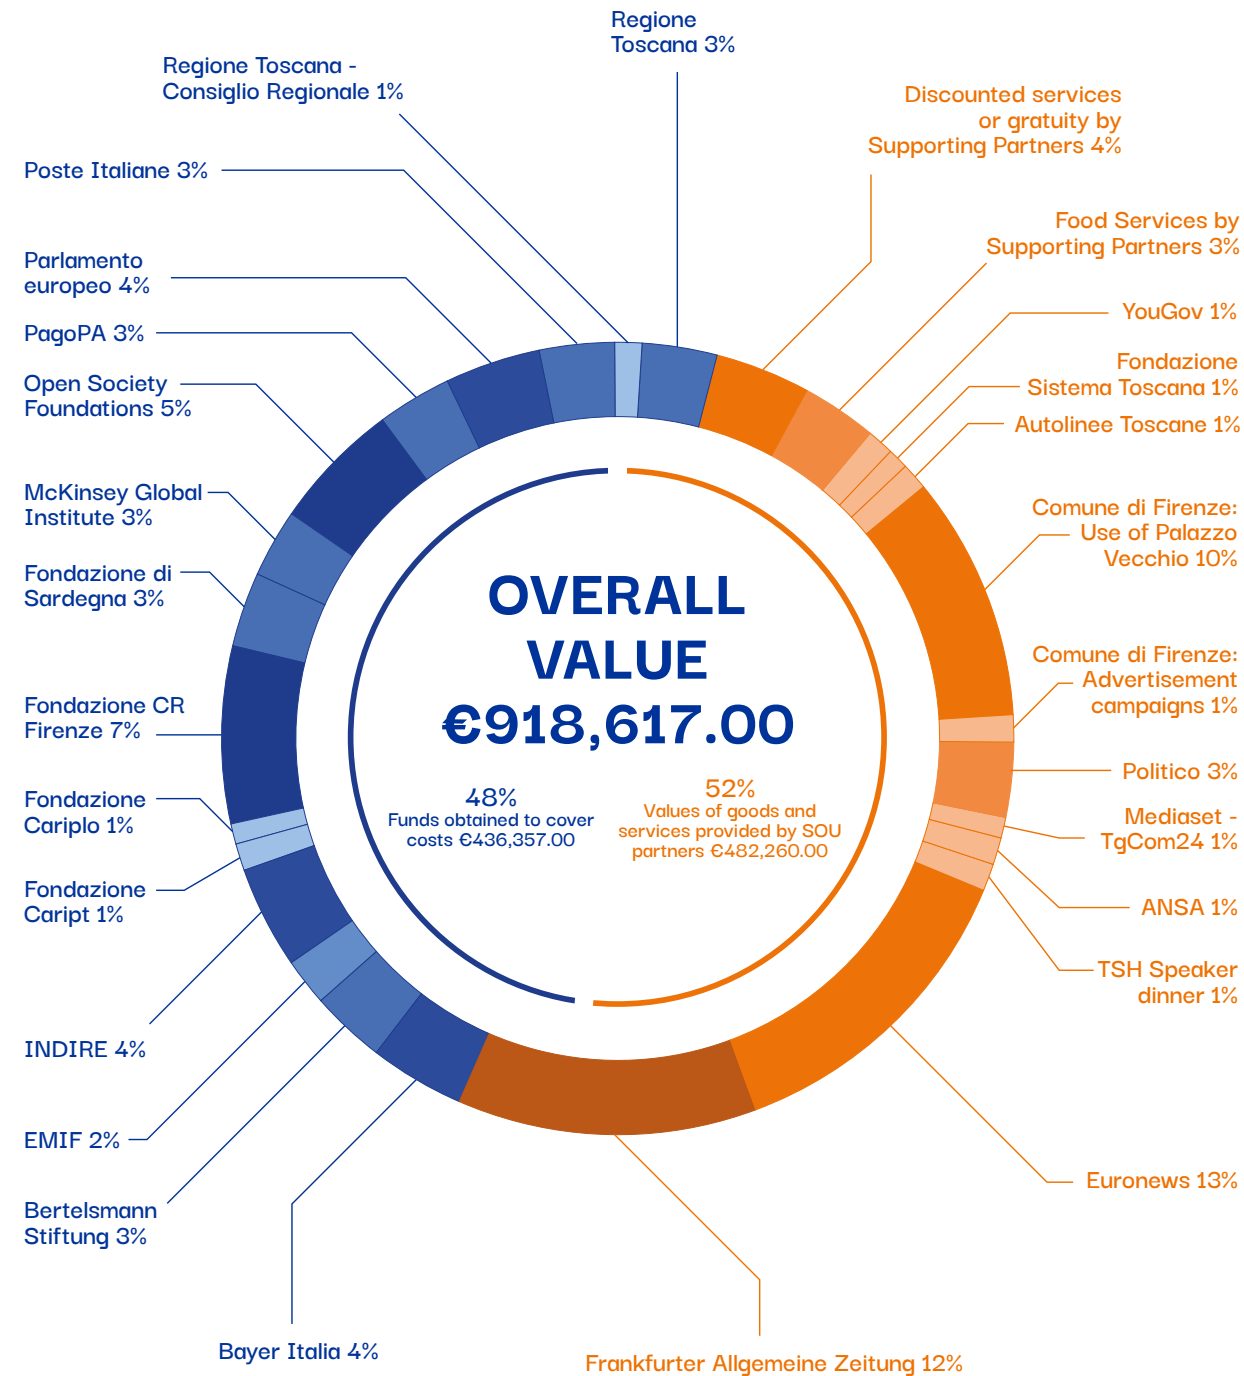 Regione
Toscana 3%
Regione Toscana -
Consiglio Regionale 1%
Poste Italiane 3%
Parlamento
europeo 4%
PagoPA 3%
Open Society
Foundations 5%
McKinsey Global
Institute 3%
Fondazione di
Sardegna 3%
Fondazione CR
Firenze 7%
Fondazione
Cariplo 1%
Fondazione
Caript 1%
INDIRE 4%
EMIF 2%
Bertelsmann
Stiftung 3%
Bayer Italia 4%
OVERALL
VALUE
€918,617.00
48%
Funds obtained to cover
costs €436,357.00
52%
Values of goods and
services provided by SOU
partners €482,260.00
Discounted services
or gratuity by
Supporting Partners 4%
Food Services by
Supporting Partners 3%
YouGov 1%
Fondazione
Sistema Toscana 1%
Autolinee Toscane 1%
Comune di Firenze:
Use of Palazzo
Vecchio 10%
Comune di Firenze:
Advertisement
campaigns 1%
Politico 3%
Mediaset -
TgCom24 1%
ANSA 1%
TSH Speaker
dinner 1%
Euronews 13%
Frankfurter Allgemeine Zeitung 12%